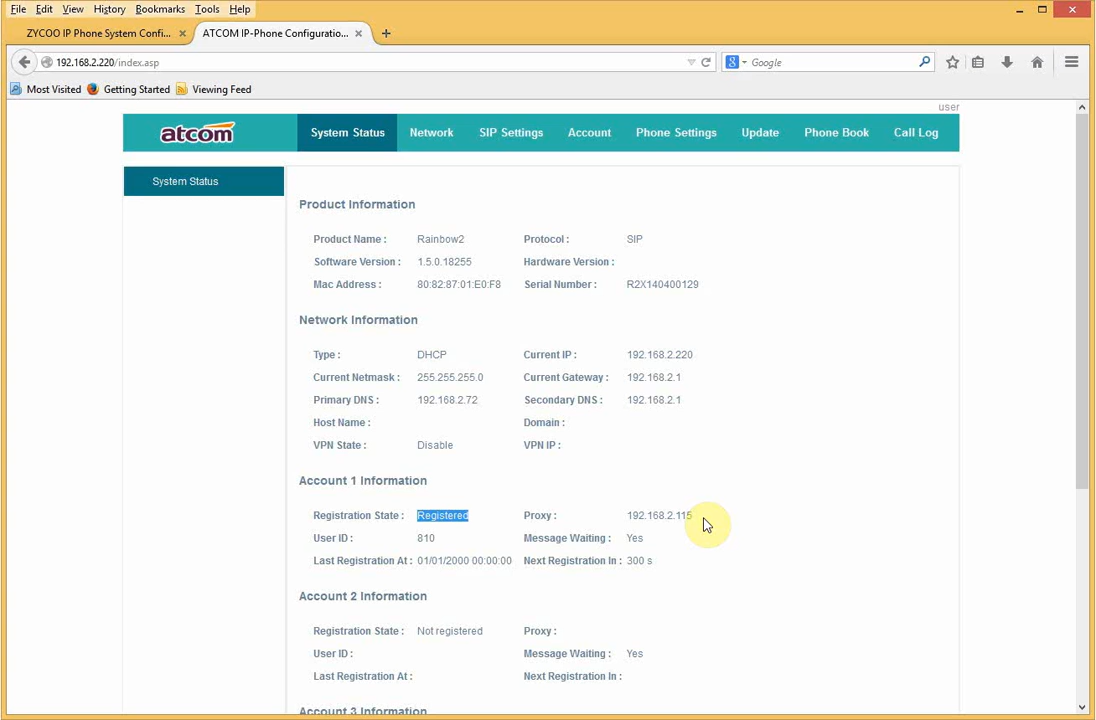 File Edit View History Bookmarks Tools Help
ZYCOO IP Phone System Confi... ATCOM IP-Phone Configuratio...
192.168.2.220/index.asp Google
Most Visited Getting Started Viewing Feed
user
atcom System Status Network SIP Settings Account Phone Settings Update Phone Book Call Log
System Status
Product Information
Product Name : Rainbow2 Protocol : SIP
Software Version : 1.5.0.18255 Hardware Version :
Mac Address : 80:82:87:01:E0:F8 Serial Number : R2X140400129
Network Information
Type : DHCP Current IP : 192.168.2.220
Current Netmask : 255.255.255.0 Current Gateway : 192.168.2.1
Primary DNS : 192.168.2.72 Secondary DNS : 192.168.2.1
Host Name : Domain :
VPN State : Disable VPN IP :
Account 1 Information
Registration State : Registered Proxy : 192.168.2.115
User ID : 810 Message Waiting : Yes
Last Registration At : 01/01/2000 00:00:00 Next Registration In : 300 s
Account 2 Information
Registration State : Not registered Proxy :
User ID : Message Waiting : Yes
Last Registration At : Next Registration In :
Account 3 Information